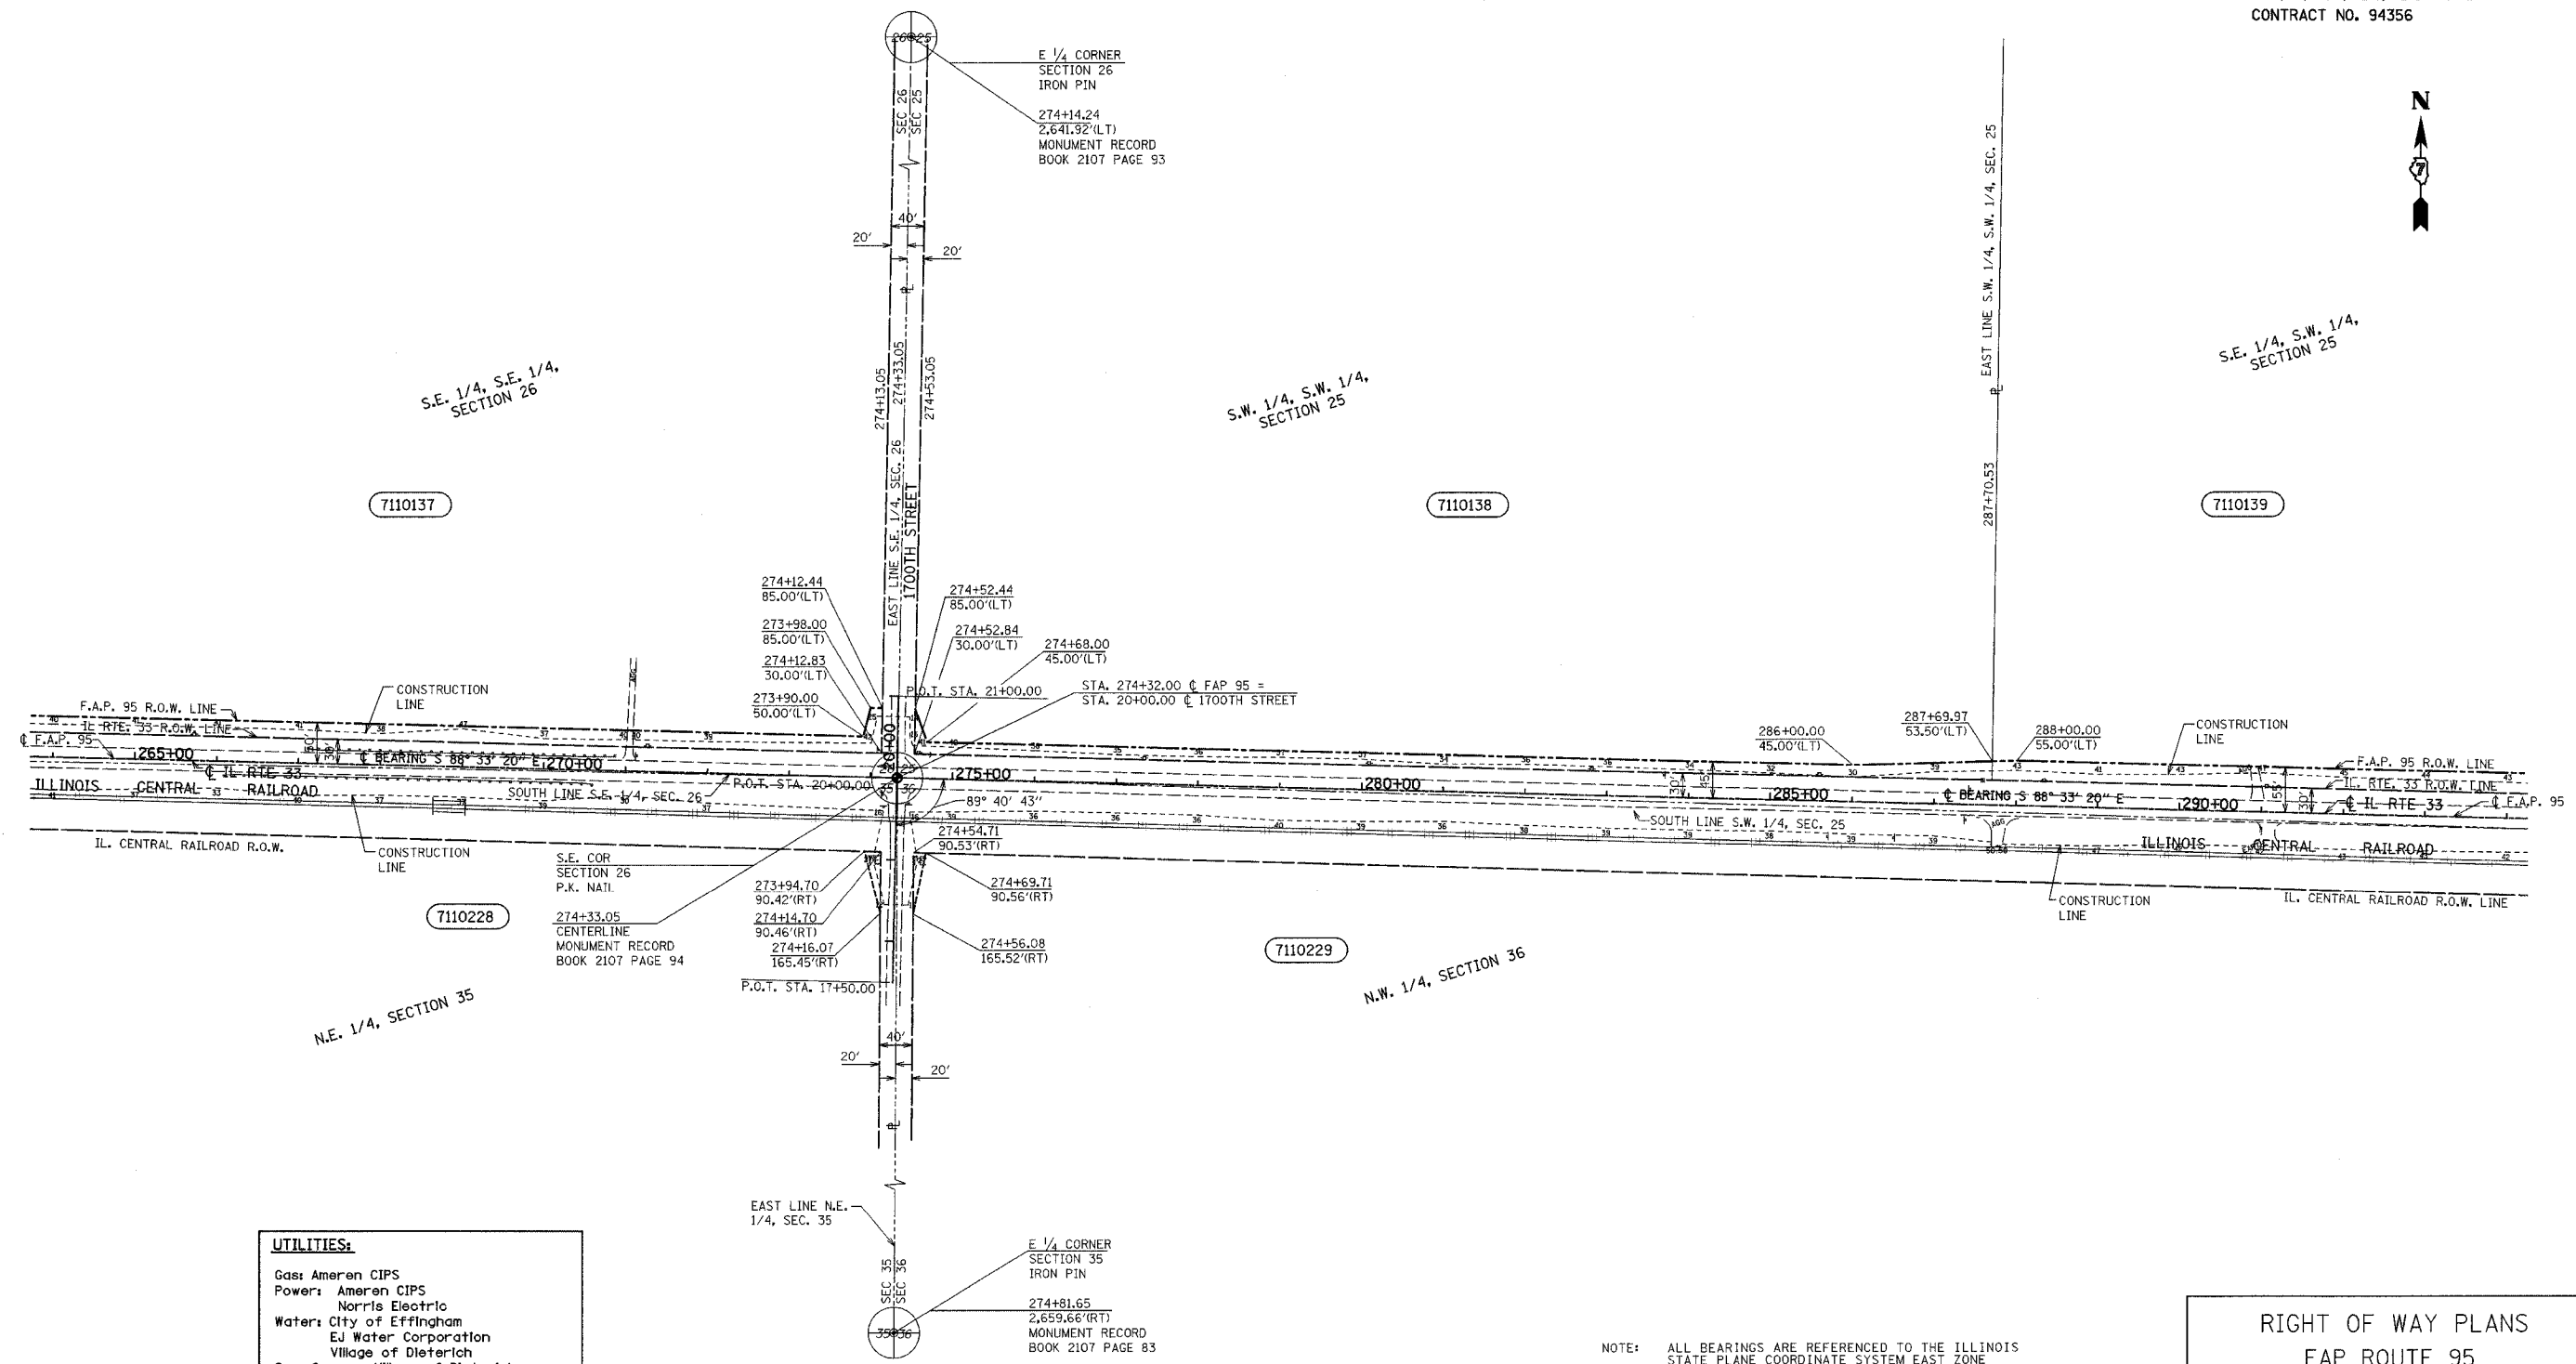 CONTRACT NO. 94356
E 1/4 CORNER
SECTION 26
IRON PIN
274+14.24
2,641.92'(LT)
MONUMENT RECORD
BOOK 2107 PAGE 93
26 25
SEC 26
SEC 25
N
7
40'
20'
20'
PL
274+13.05
274+33.05
274+53.05
EAST LINE S.E. 1/4, SEC. 26
1700TH STREET
EAST LINE S.W. 1/4, S.W. 1/4, SEC. 25
PL
287+70.53
S.E. 1/4, S.E. 1/4,
SECTION 26
S.W. 1/4, S.W. 1/4,
SECTION 25
S.E. 1/4, S.W. 1/4,
SECTION 25
7110137
7110138
7110139
274+12.44
85.00'(LT)
273+98.00
85.00'(LT)
274+12.83
30.00'(LT)
273+90.00
50.00'(LT)
274+52.44
85.00'(LT)
274+52.84
30.00'(LT)
274+68.00
45.00'(LT)
P.O.T. STA. 21+00.00
STA. 274+32.00 ℄ FAP 95 =
STA. 20+00.00 ℄ 1700TH STREET
286+00.00
45.00'(LT)
287+69.97
53.50'(LT)
288+00.00
55.00'(LT)
CONSTRUCTION
LINE
CONSTRUCTION
LINE
F.A.P. 95 R.O.W. LINE
IL RTE. 33 R.O.W. LINE
℄ F.A.P. 95
265+00
50'
30'
℄ BEARING S 88° 33' 20" E
270+00
℄ IL RTE 33
ILLINOIS CENTRAL RAILROAD
SOUTH LINE S.E. 1/4, SEC. 26
P.O.T. STA. 20+00.00
20+00
35 36
275+00
89° 40' 43"
280+00
30'
45'
285+00
℄ BEARING S 88° 33' 20" E
290+00
55'
30'
F.A.P. 95 R.O.W. LINE
IL. RTE. 33 R.O.W. LINE
℄ IL RTE 33
℄ F.A.P. 95
SOUTH LINE S.W. 1/4, SEC. 25
AGG
ILLINOIS CENTRAL RAILROAD
IL. CENTRAL RAILROAD R.O.W.
CONSTRUCTION
LINE
CONSTRUCTION
LINE
IL. CENTRAL RAILROAD R.O.W. LINE
S.E. COR
SECTION 26
P.K. NAIL
274+33.05
CENTERLINE
MONUMENT RECORD
BOOK 2107 PAGE 94
274+54.71
90.53'(RT)
274+69.71
90.56'(RT)
273+94.70
90.42'(RT)
274+14.70
90.46'(RT)
274+16.07
165.45'(RT)
274+56.08
165.52'(RT)
P.O.T. STA. 17+50.00
7110228
7110229
N.E. 1/4, SECTION 35
N.W. 1/4, SECTION 36
40'
20'
20'
PL
EAST LINE N.E.
1/4, SEC. 35
SEC 35
SEC 36
E 1/4 CORNER
SECTION 35
IRON PIN
274+81.65
2,659.66'(RT)
MONUMENT RECORD
BOOK 2107 PAGE 83
35 36
UTILITIES:
Gas: Ameren CIPS
Power: Ameren CIPS
Norris Electric
Water: City of Effingham
EJ Water Corporation
Village of Dieterich
NOTE: ALL BEARINGS ARE REFERENCED TO THE ILLINOIS
STATE PLANE COORDINATE SYSTEM EAST ZONE
RIGHT OF WAY PLANS
FAP ROUTE 95